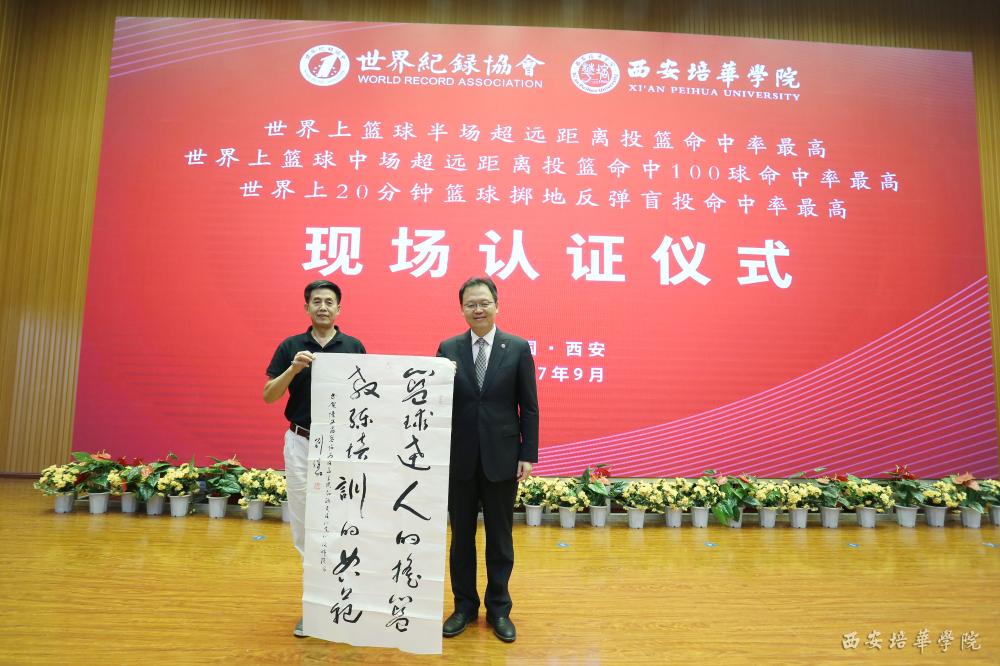 世界紀録協會
WORLD RECORD ASSOCIATION
西安培華學院
XI'AN PEIHUA UNIVERSITY
世界上篮球半场超远距离投篮命中率最高
世界上篮球中场超远距离投篮命中100球命中率最高
世界上20分钟篮球掷地反弹盲投命中率最高
现场认证仪式
·西安
7年9月
篮球达人的摇篮
教练培训的典範
西安培華學院